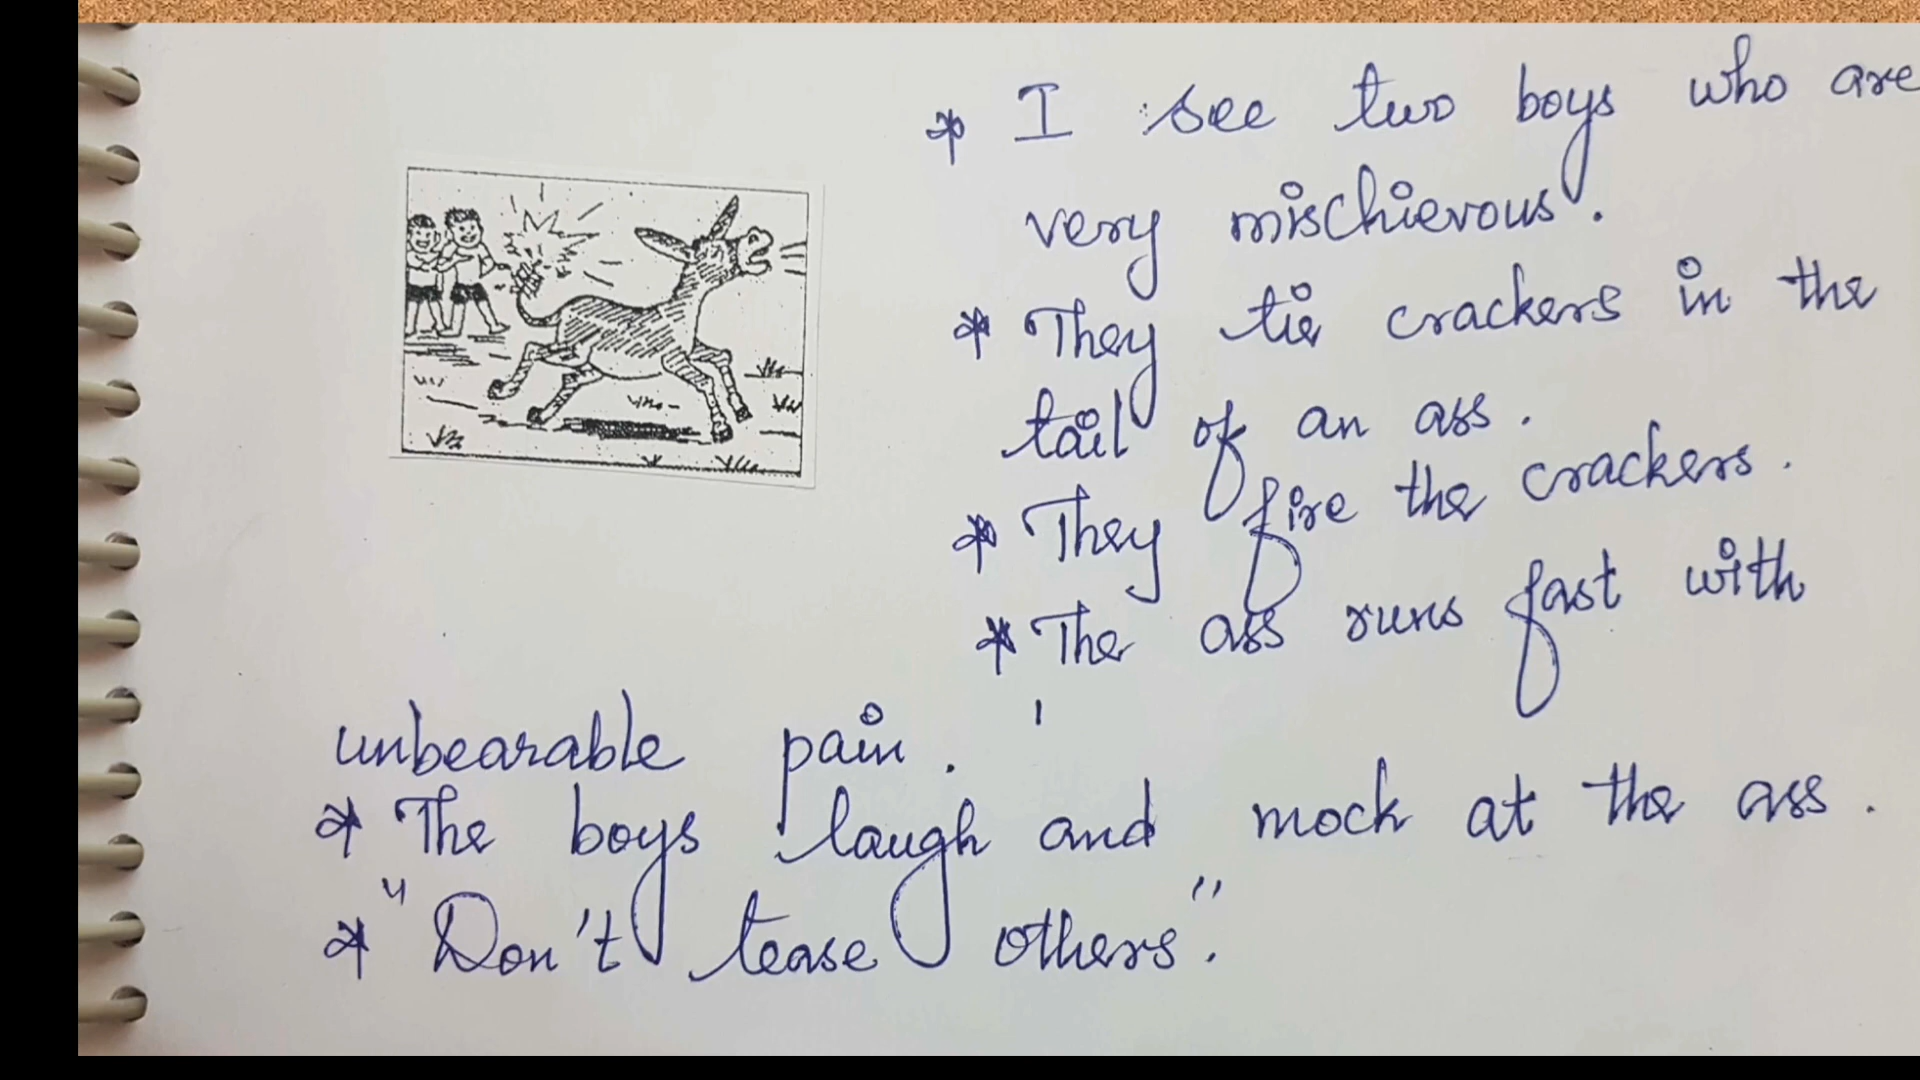 * I see two boys who are
very mischievous.
* They tie crackers in the
tail of an ass.
* They fire the crackers.
* The ass runs fast with
unbearable pain.
* The boys laugh and mock at the ass.
* "Don't tease others".